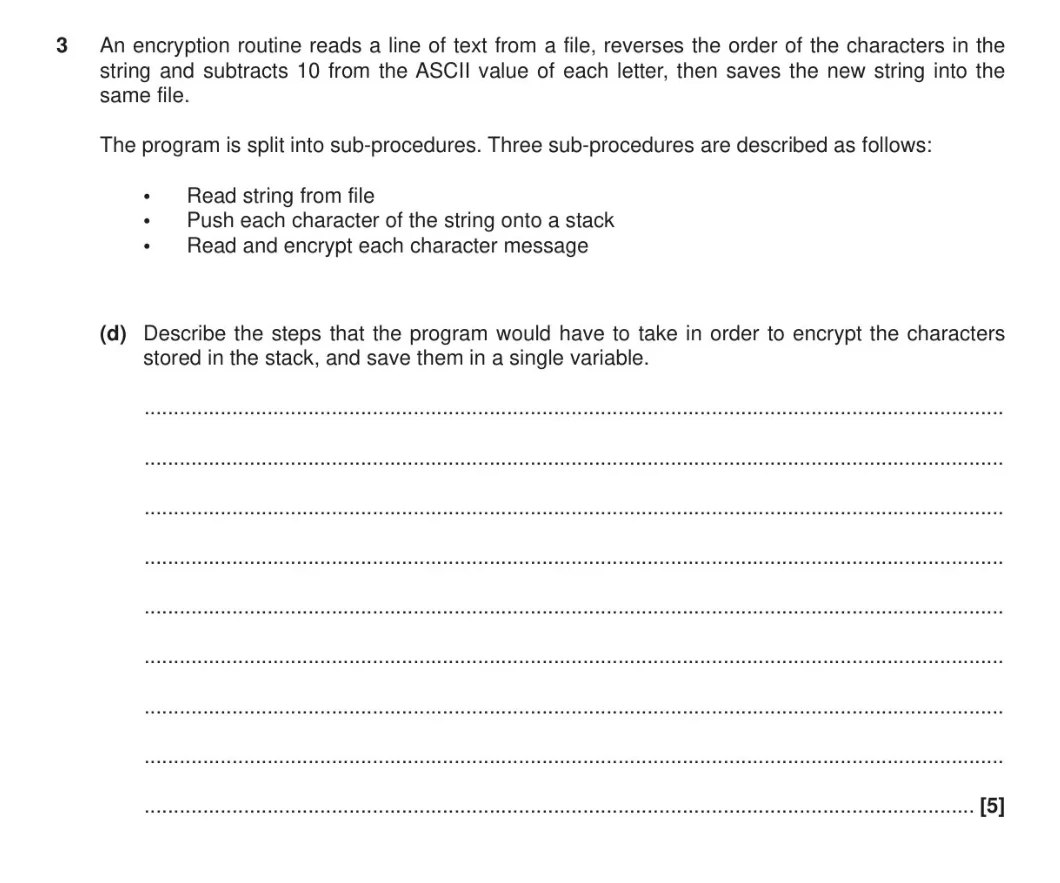 3 An encryption routine reads a line of text from a file, reverses the order of the characters in the
string and subtracts 10 from the ASCII value of each letter, then saves the new string into the
same file.
The program is split into sub-procedures. Three sub-procedures are described as follows:
• Read string from file
• Push each character of the string onto a stack
• Read and encrypt each character message
(d) Describe the steps that the program would have to take in order to encrypt the characters
stored in the stack, and save them in a single variable.
[5]